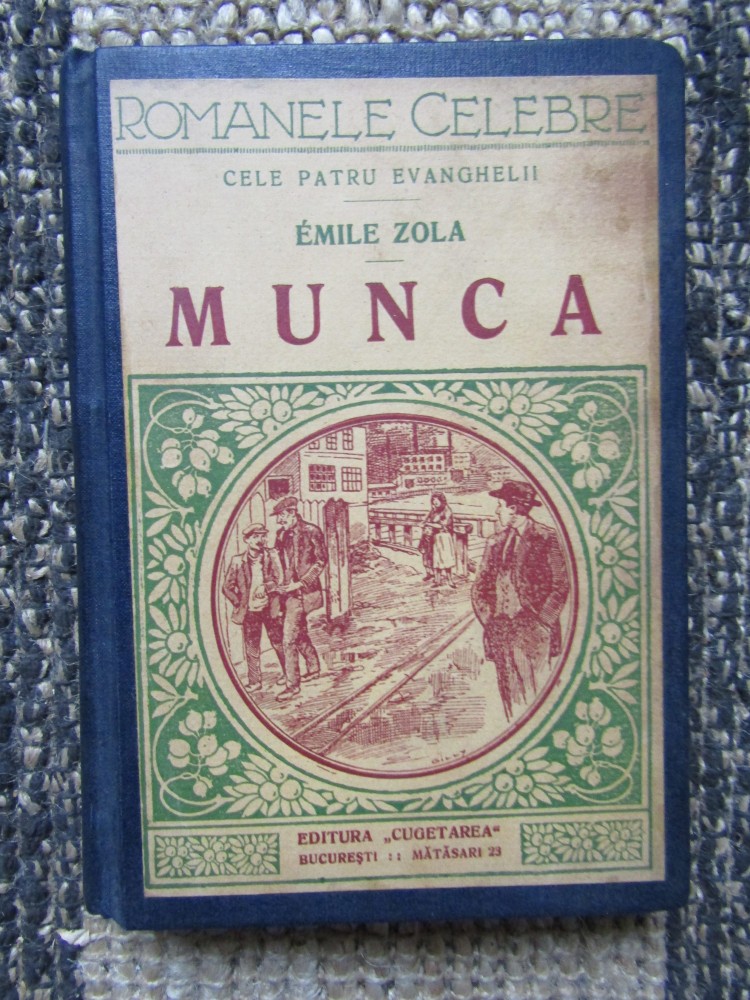 ROMANELE CELEBRE
CELE PATRU EVANGHELII
ÉMILE ZOLA
MUNCA
EDITURA „CUGETAREA“
BUCUREȘTI :: MĂTĂSARI 23